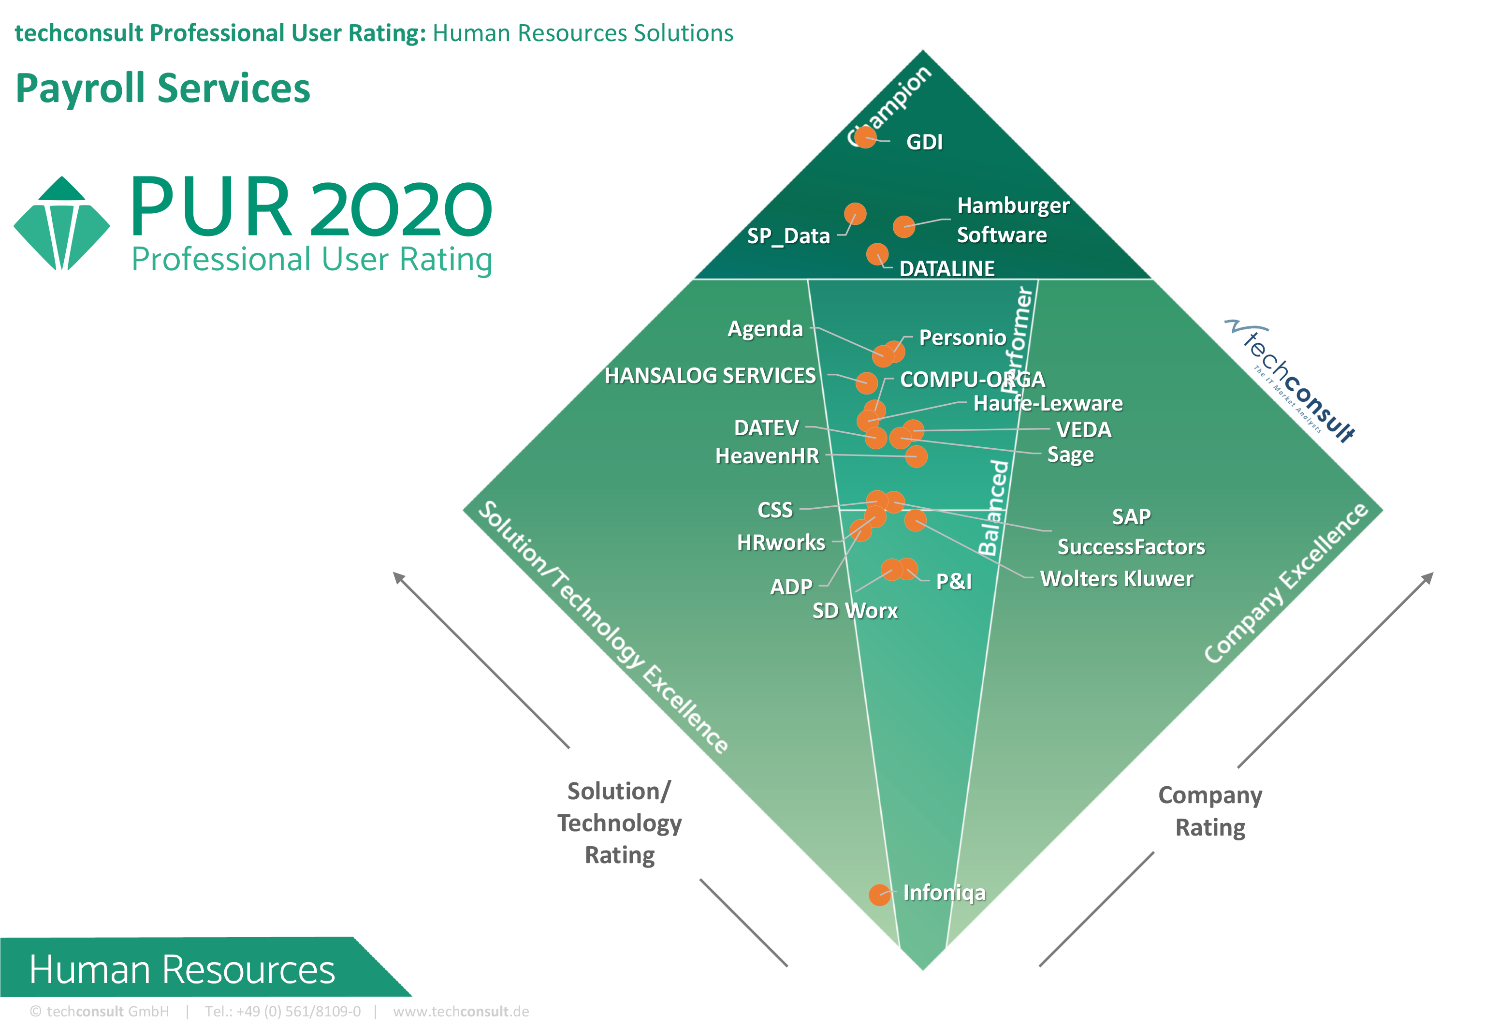 techconsult Professional User Rating: Human Resources Solutions
Payroll Services
PUR 2020
Professional User Rating
Champion
GDI
Hamburger
Software
SP_Data
DATALINE
Performer
Agenda
Personio
HANSALOG SERVICES
COMPU-ORGA
Haufe-Lexware
DATEV
VEDA
HeavenHR
Sage
Balanced
CSS
SAP
SuccessFactors
HRworks
ADP
P&I
Wolters Kluwer
SD Worx
Solution/Technology Excellence
Company Excellence
techconsult
The IT Market Analysts
Solution/
Technology
Rating
Company
Rating
Infoniqa
Human Resources
© techconsult GmbH | Tel.: +49 (0) 561/8109-0 | www.techconsult.de